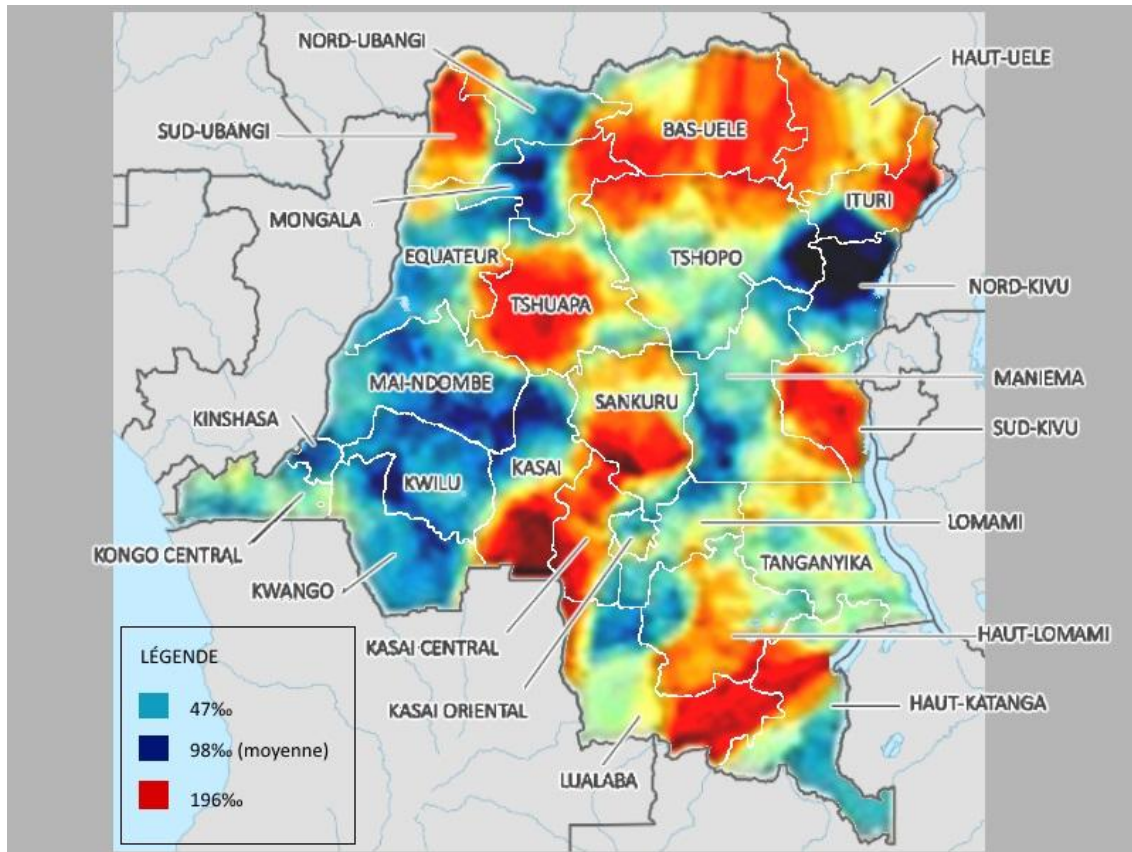 NORD-UBANGI
HAUT-UELE
SUD-UBANGI
BAS-UELE
ITURI
MONGALA
EQUATEUR
TSHOPO
NORD-KIVU
TSHUAPA
MAI-NDOMBE
MANIEMA
KINSHASA
SANKURU
SUD-KIVU
KASAI
KWILU
LOMAMI
KONGO CENTRAL
TANGANYIKA
KWANGO
HAUT-LOMAMI
KASAI CENTRAL
HAUT-KATANGA
KASAI ORIENTAL
LUALABA
LÉGENDE
47‰
98‰ (moyenne)
196‰